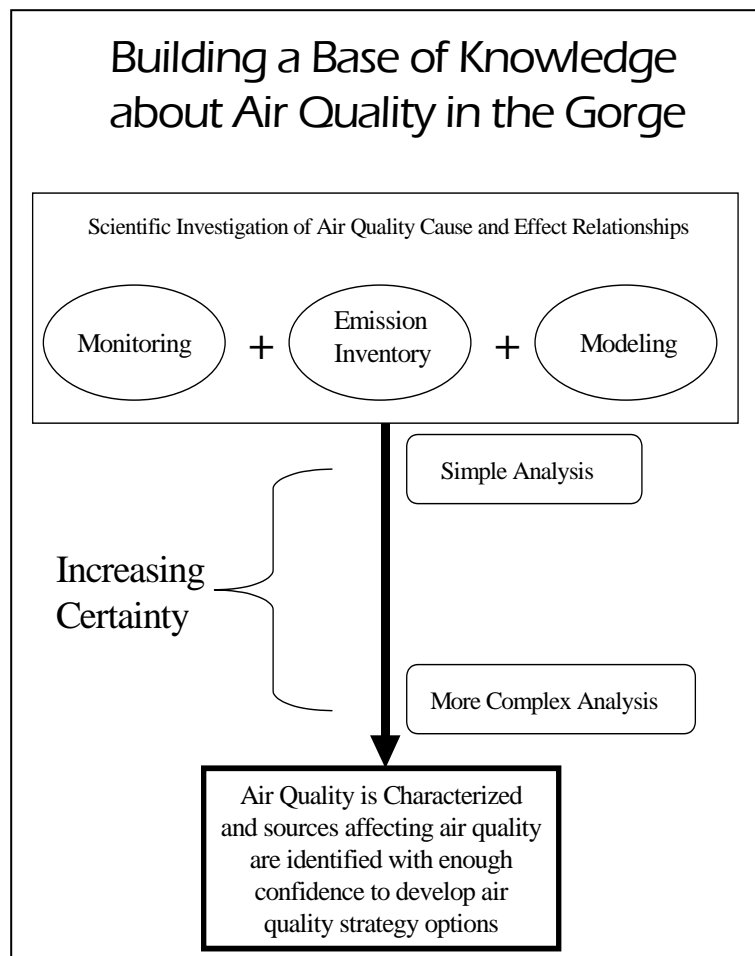 Building a Base of Knowledge
about Air Quality in the Gorge
Scientific Investigation of Air Quality Cause and Effect Relationships
Monitoring + Emission Inventory + Modeling
Simple Analysis
Increasing
Certainty
More Complex Analysis
Air Quality is Characterized
and sources affecting air quality
are identified with enough
confidence to develop air
quality strategy options